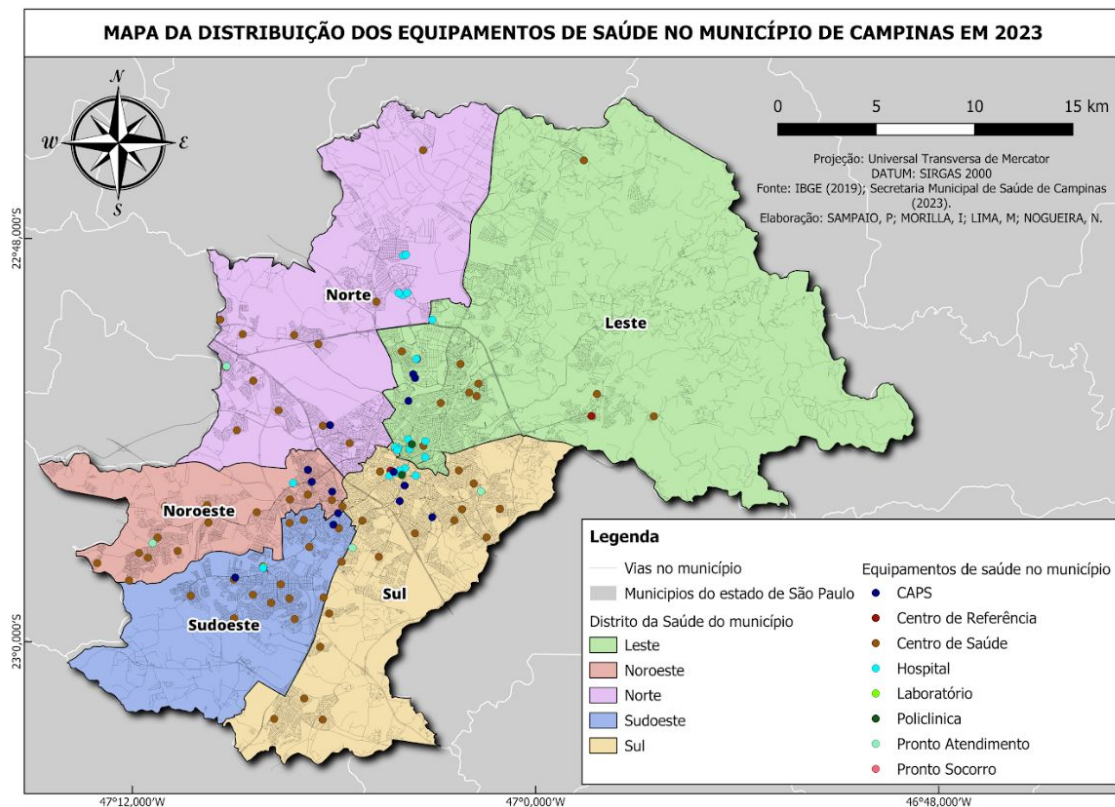 MAPA DA DISTRIBUIÇÃO DOS EQUIPAMENTOS DE SAÚDE NO MUNICÍPIO DE CAMPINAS EM 2023
N
W
E
S
0 5 10 15 km
Projeção: Universal Transversa de Mercator
DATUM: SIRGAS 2000
Fonte: IBGE (2019); Secretaria Municipal de Saúde de Campinas
(2023).
Elaboração: SAMPAIO, P; MORILLA, I; LIMA, M; NOGUEIRA, N.
22°48,000'S
23°0,000'S
Norte
Leste
Noroeste
Sudoeste
Sul
Legenda
Vias no município
Municipios do estado de São Paulo
Distrito da Saúde do município
Leste
Noroeste
Norte
Sudoeste
Sul
Equipamentos de saúde no município
CAPS
Centro de Referência
Centro de Saúde
Hospital
Laboratório
Policlinica
Pronto Atendimento
Pronto Socorro
47°12,000'W
47°0,000'W
46°48,000'W